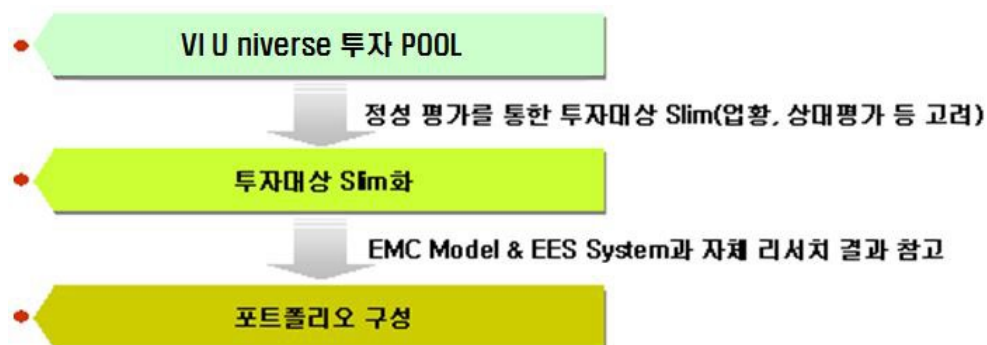 VI U niverse 투자 POOL
정성 평가를 통한 투자대상 Slim(업황, 상대평가 등 고려)
투자대상 Slim화
EMC Model & EES System과 자체 리서치 결과 참고
포트폴리오 구성